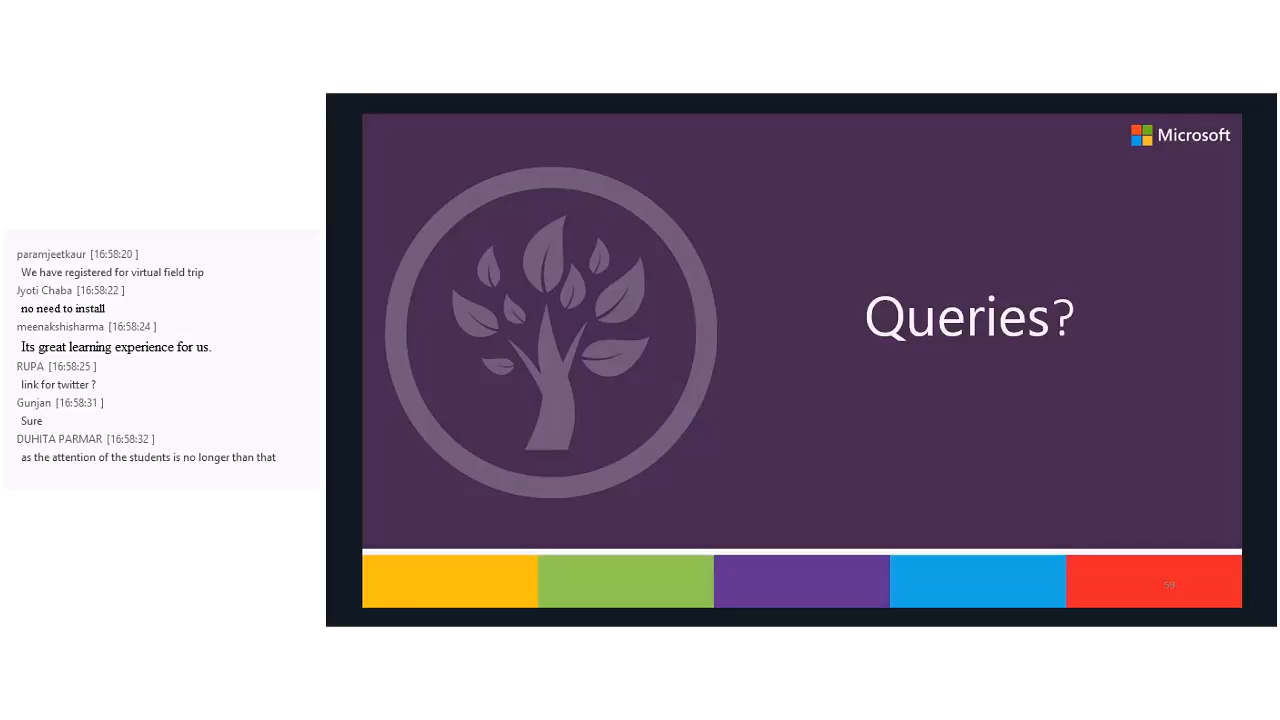 paramjeetkaur [16:58:20 ]
We have registered for virtual field trip
Jyoti Chaba [16:58:22 ]
no need to install
meenakshisharma [16:58:24 ]
Its great learning experience for us.
RUPA [16:58:25 ]
link for twitter ?
Gunjan [16:58:31 ]
Sure
DUHITA PARMAR [16:58:32 ]
as the attention of the students is no longer than that
Microsoft
Queries?
59